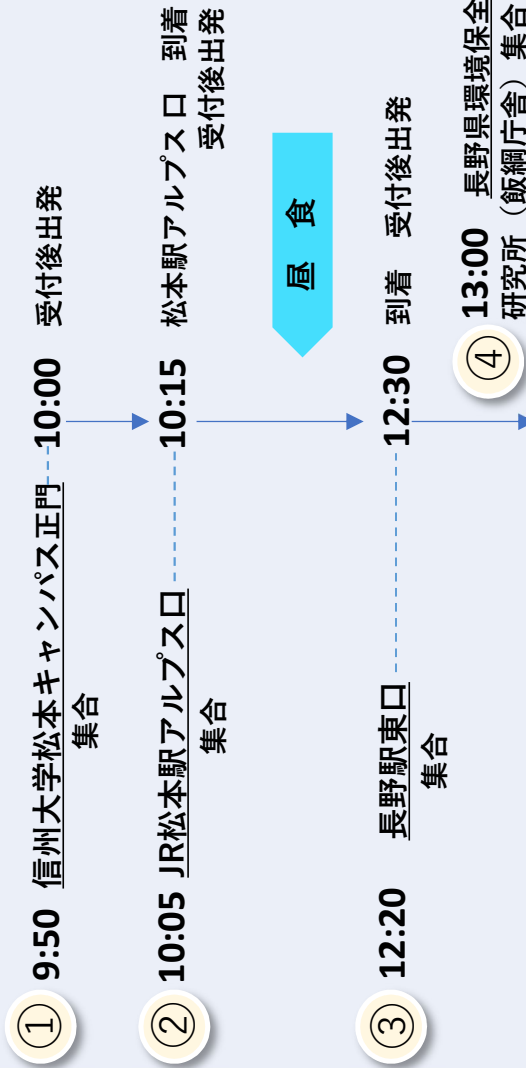 ① 9:50 信州大学松本キャンパス正門 10:00 受付後出発
集合
② 10:05 JR松本駅アルプス口 10:15 松本駅アルプス口 到着
集合 受付後出発
昼 食
③ 12:20 長野駅東口 12:30 到着 受付後出発
集合
④ 13:00 長野県環境保全
研究所（飯綱庁舎）集合